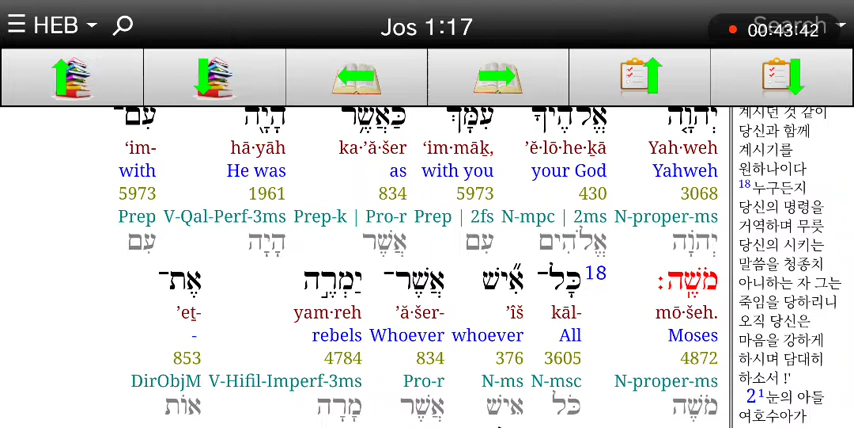 ☰ HEB Jos 1:17 Search 00:43:42
יְהוָ֤ה אֱלֹהֶ֙יךָ֙ עִמָּ֔ךְ כַּאֲשֶׁ֥ר הָיָ֖ה עִם־
Yah·weh ’ĕ·lō·he·ḵā ‘im·māḵ, ka·’ă·šer hā·yāh ‘im-
Yahweh your God with you as He was with
3068 430 5973 834 1961 5973
N-proper-ms N-mpc | 2ms Prep | 2fs Prep-k | Pro-r V-Qal-Perf-3ms Prep
יְהוָֹה אֱלֹהִים עִם אֲשֶׁר הָיָה עִם
מֹשֶֽׁה׃ 18 כָּל־ אִ֞ישׁ אֲשֶׁר־ יַמְרֶ֣ה אֶת־
mō·šeh. kāl- ’îš ’ă·šer- yam·reh ’eṯ-
Moses All whoever Whoever rebels -
4872 3605 376 834 4784 853
N-proper-ms N-msc N-ms Pro-r V-Hifil-Imperf-3ms DirObjM
מֹשֶׁה כֹּל אִישׁ אֲשֶׁר מָרָה אוֹת
계시던 것 같이
당신과 함께
계시기를
원하나이다
18누구든지
당신의 명령을
거역하며 무릇
당신의 시키는
말씀을 청종치
아니하는 자 그는
죽임을 당하리니
오직 당신은
마음을 강하게
하시며 담대히
하소서 !'
2 1눈의 아들
여호수아가